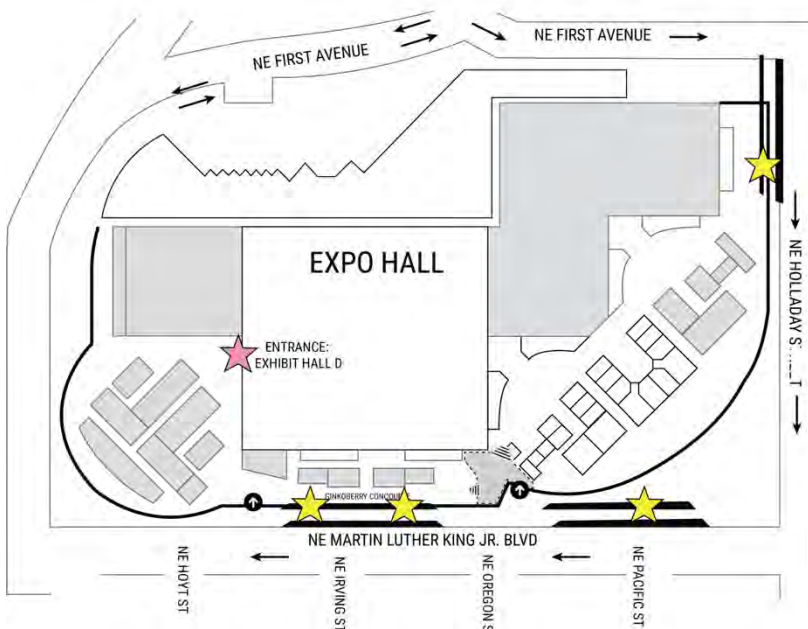 NE FIRST AVENUE
NE FIRST AVENUE
EXPO HALL
NE HOLLADAY
ENTRANCE:
EXHIBIT HALL D
GINKOBERRY
NE MARTIN LUTHER KING JR. BLVD
NE HOYT ST
NE IRVING ST
NE OREGON S
NE PACIFIC ST